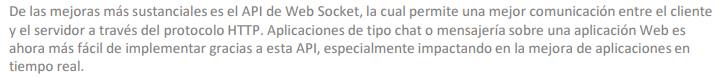 De las mejoras más sustanciales es el API de Web Socket, la cual permite una mejor comunicación entre el cliente
y el servidor a través del protocolo HTTP. Aplicaciones de tipo chat o mensajería sobre una aplicación Web es
ahora más fácil de implementar gracias a esta API, especialmente impactando en la mejora de aplicaciones en
tiempo real.